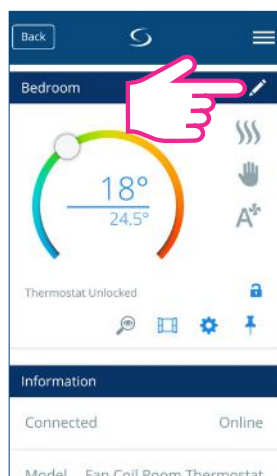 Back
Bedroom
18°
24.5°
A
Thermostat Unlocked
Information
Connected Online
Model Fan Coil Room Thermostat